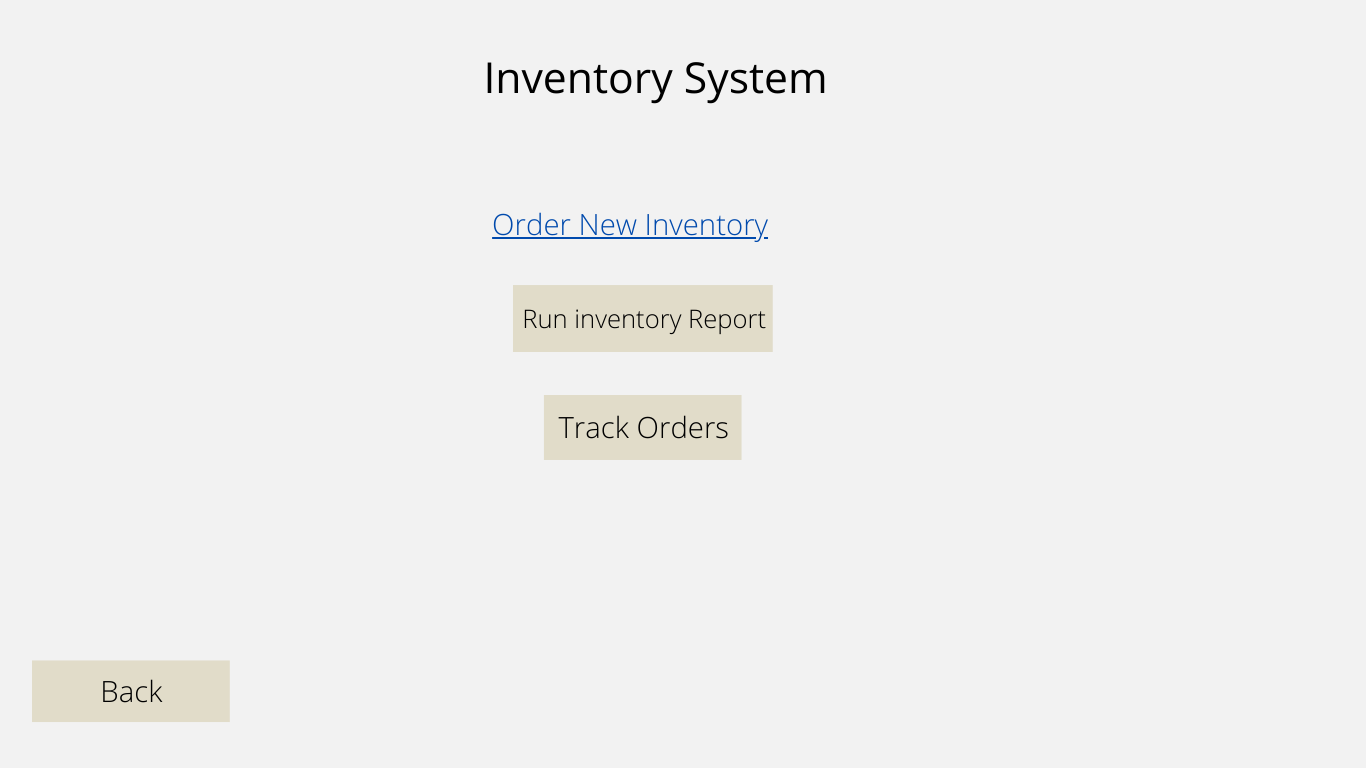 Inventory System
Order New Inventory
Run inventory Report
Track Orders
Back